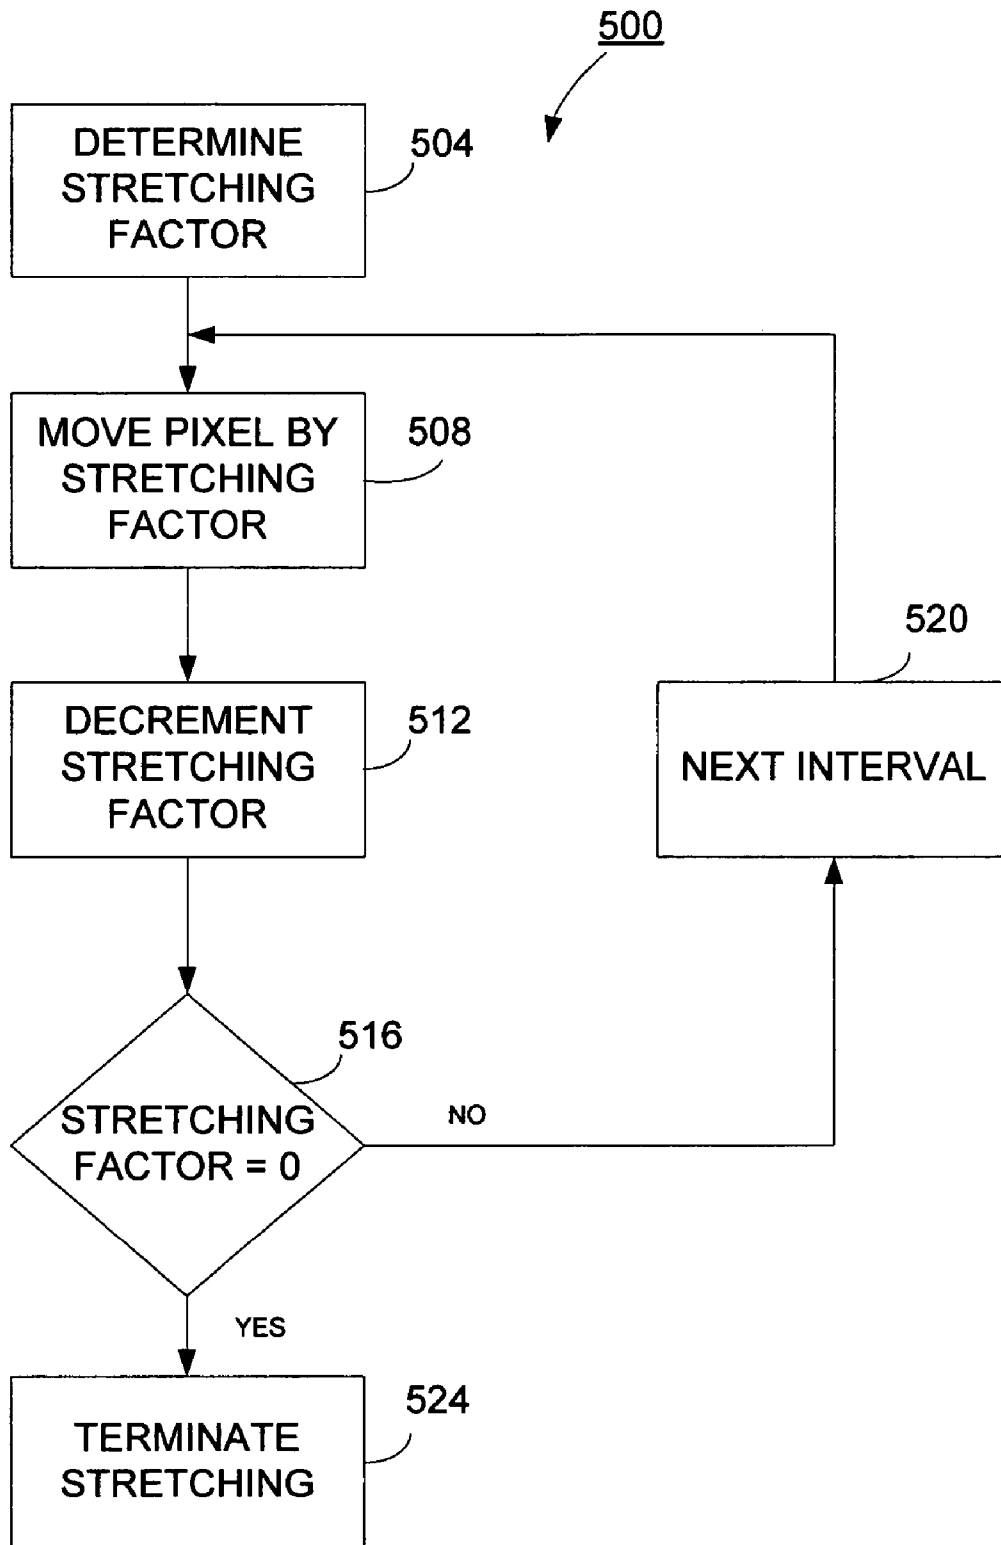 500
DETERMINE
STRETCHING
FACTOR
504
MOVE PIXEL BY
STRETCHING
FACTOR
508
520
DECREMENT
STRETCHING
FACTOR
512
NEXT INTERVAL
516
STRETCHING
FACTOR = 0
NO
YES
TERMINATE
STRETCHING
524